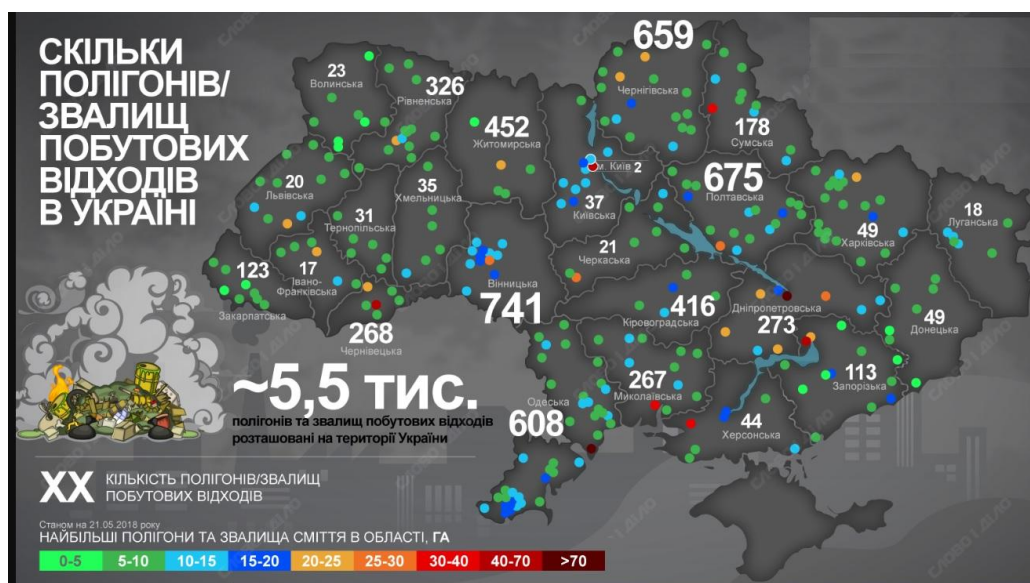 СКІЛЬКИ
ПОЛІГОНІВ/
ЗВАЛИЩ
ПОБУТОВИХ
ВІДХОДІВ
В УКРАЇНІ
23
Волинська
326
Рівненська
452
Житомирська
659
Чернігівська
178
Сумська
м. Київ 2
37
Київська
675
Полтавська
49
Харківська
18
Луганська
20
Львівська
31
Тернопільська
35
Хмельницька
21
Черкаська
123
Закарпатська
17
Івано-
Франківська
268
Чернівецька
Вінницька
741
416
Кіровоградська
Дніпропетровська
273
49
Донецька
Одеська
608
267
Миколаївська
44
Херсонська
113
Запорізька
~5,5 тис.
полігонів та звалищ побутових відходів
розташовані на території України
XX
КІЛЬКІСТЬ ПОЛІГОНІВ/ЗВАЛИЩ
ПОБУТОВИХ ВІДХОДІВ
Станом на 21.05.2018 року
НАЙБІЛЬШІ ПОЛІГОНИ ТА ЗВАЛИЩА СМІТТЯ В ОБЛАСТІ, ГА
0-5 5-10 10-15 15-20 20-25 25-30 30-40 40-70 >70
СЛОВО І ДІЛО